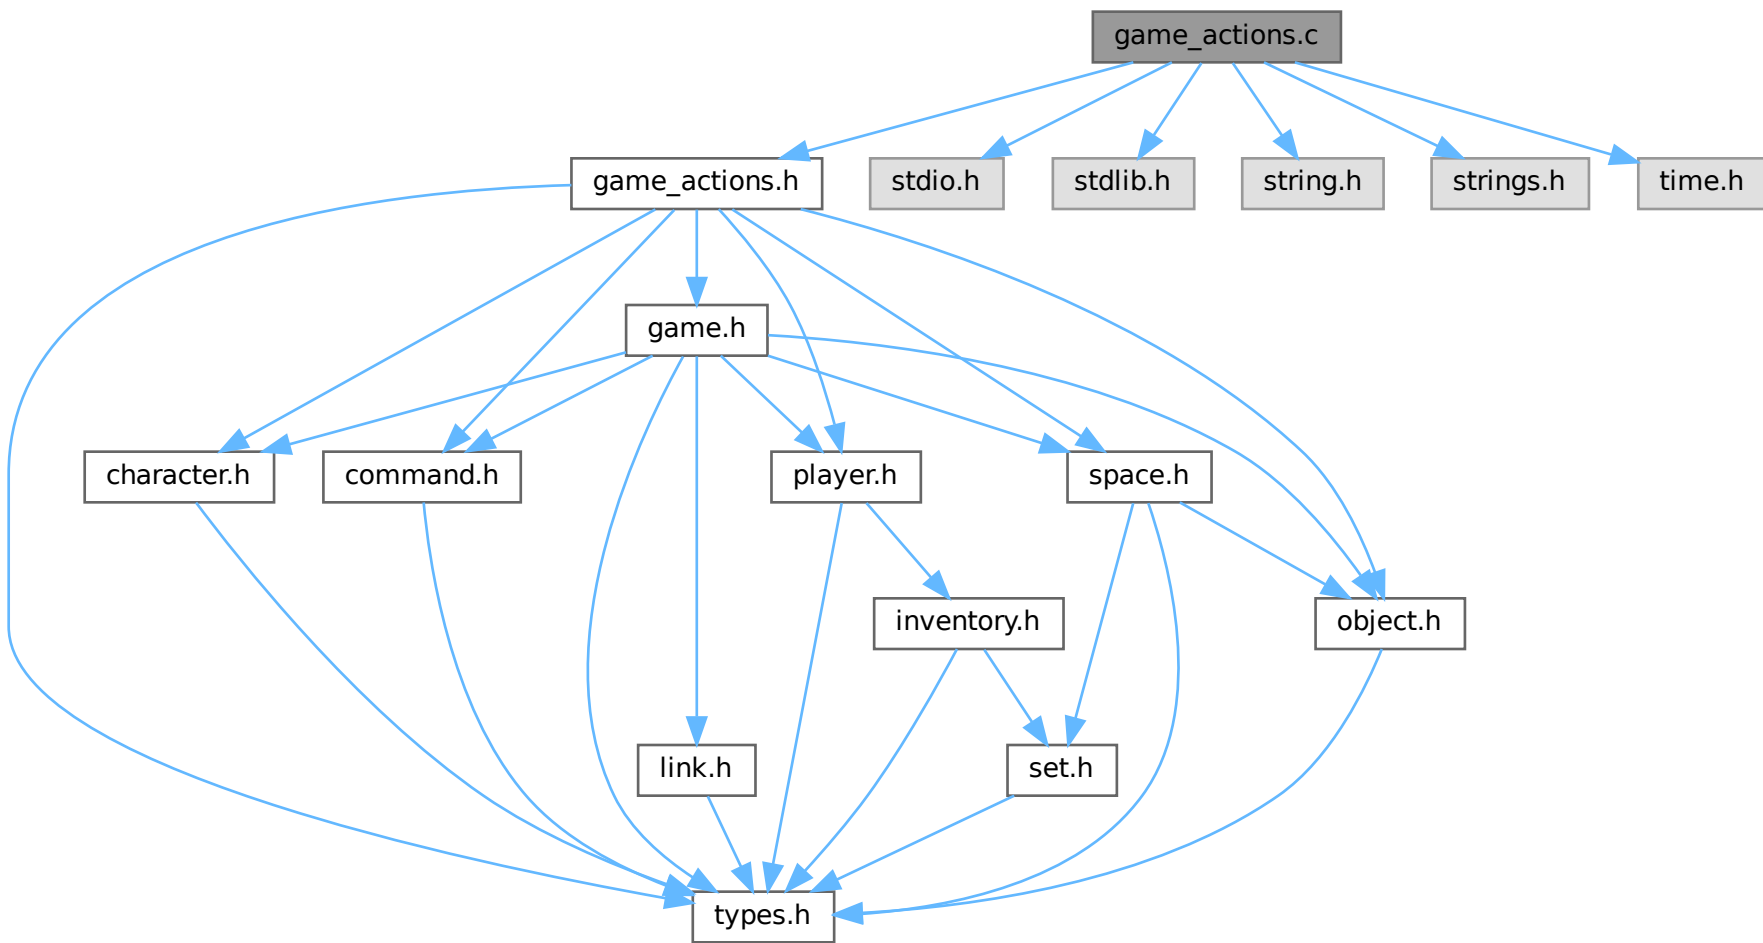 game_actions.c
game_actions.h
stdio.h
stdlib.h
string.h
strings.h
time.h
game.h
character.h
command.h
player.h
space.h
inventory.h
object.h
link.h
set.h
types.h